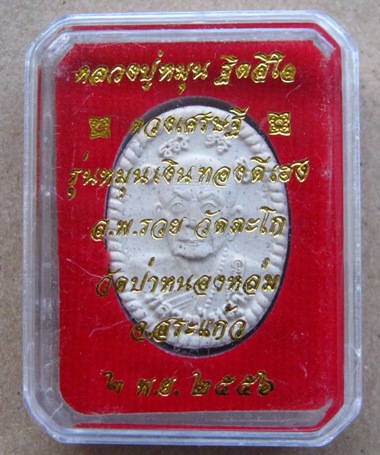 หลวงปู่หมุน ฐิตสีโล
ดวงเศรษฐี
รุ่นหมุนเงินทองดีเฮง
ล.พ.รวย วัดตะโก
วัดป่าหนองหล่ม
จ.สระแก้ว
๒ พ.ย. ๒๕๕๖